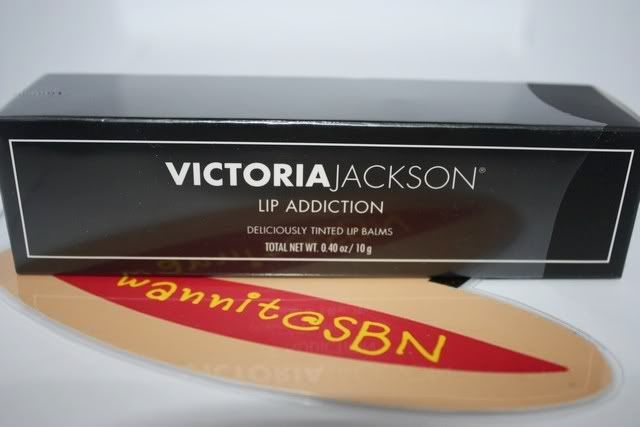 VICTORIAJACKSON®
LIP ADDICTION
DELICIOUSLY TINTED LIP BALMS
TOTAL NET WT. 0.40 oz/10 g
wannit@SBN